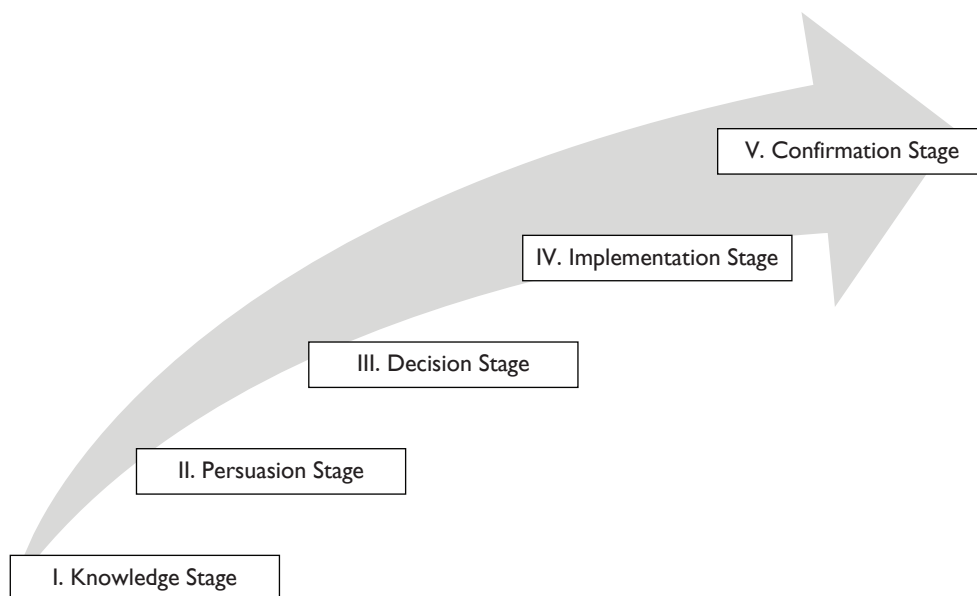 V. Confirmation Stage
IV. Implementation Stage
III. Decision Stage
II. Persuasion Stage
I. Knowledge Stage